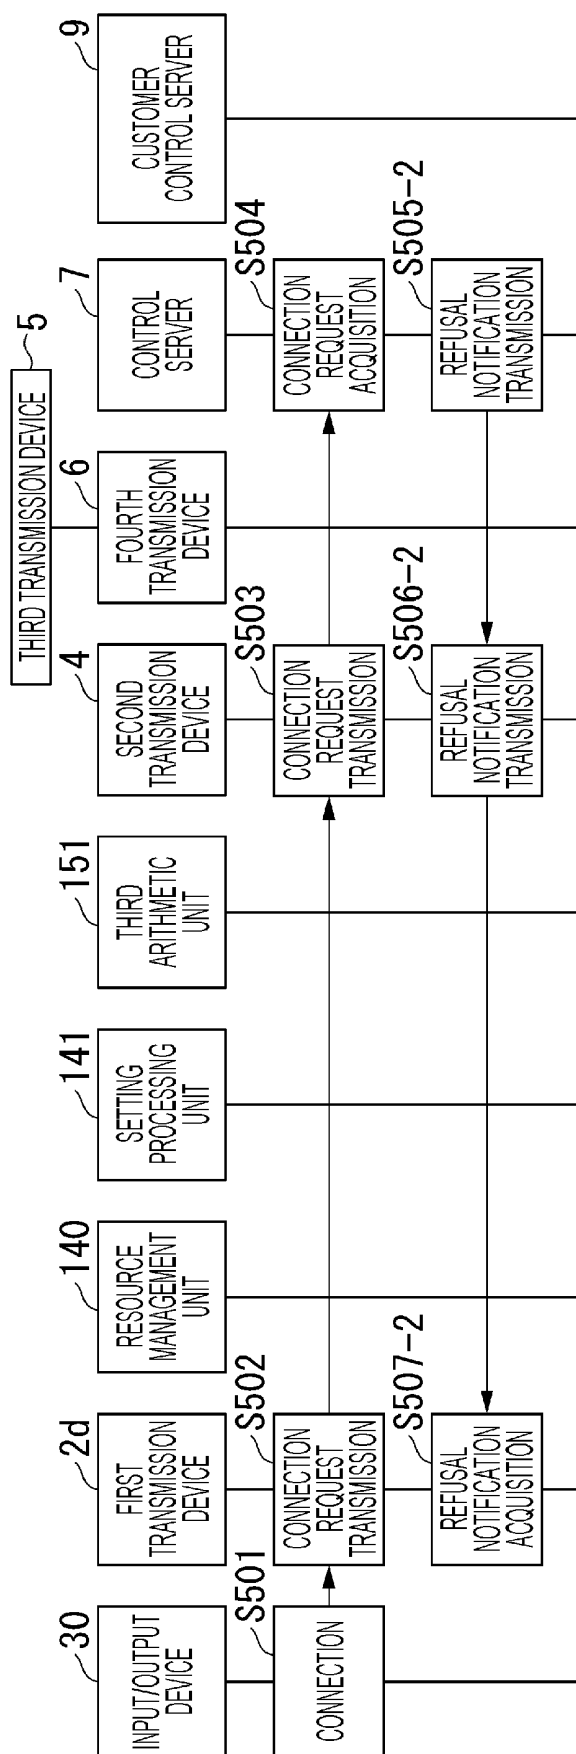 THIRD TRANSMISSION DEVICE
5
30
INPUT/OUTPUT
DEVICE
2d
FIRST
TRANSMISSION
DEVICE
140
RESOURCE
MANAGEMENT
UNIT
141
SETTING
PROCESSING
UNIT
151
THIRD
ARITHMETIC
UNIT
4
SECOND
TRANSMISSION
DEVICE
6
FOURTH
TRANSMISSION
DEVICE
7
CONTROL
SERVER
9
CUSTOMER
CONTROL SERVER
S501
CONNECTION
S502
CONNECTION
REQUEST
TRANSMISSION
S503
CONNECTION
REQUEST
TRANSMISSION
S504
CONNECTION
REQUEST
ACQUISITION
S507-2
REFUSAL
NOTIFICATION
ACQUISITION
S506-2
REFUSAL
NOTIFICATION
TRANSMISSION
S505-2
REFUSAL
NOTIFICATION
TRANSMISSION